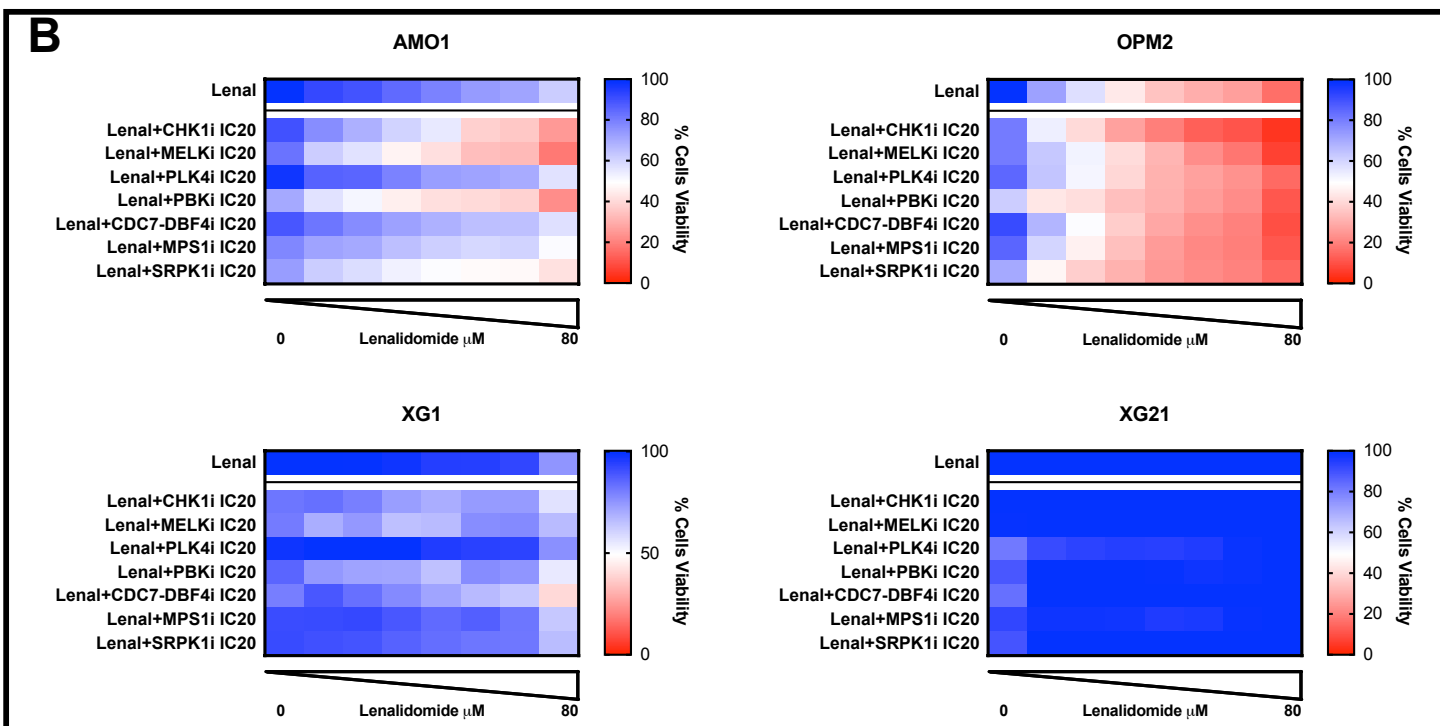 B
AMO1
Lenal
Lenal+CHK1i IC20
Lenal+MELKi IC20
Lenal+PLK4i IC20
Lenal+PBKi IC20
Lenal+CDC7-DBF4i IC20
Lenal+MPS1i IC20
Lenal+SRPK1i IC20
0 Lenalidomide μM 80
100
80
60
40
20
0
% Cells Viability
OPM2
Lenal
Lenal+CHK1i IC20
Lenal+MELKi IC20
Lenal+PLK4i IC20
Lenal+PBKi IC20
Lenal+CDC7-DBF4i IC20
Lenal+MPS1i IC20
Lenal+SRPK1i IC20
0 Lenalidomide μM 80
100
80
60
40
20
0
% Cells Viability
XG1
Lenal
Lenal+CHK1i IC20
Lenal+MELKi IC20
Lenal+PLK4i IC20
Lenal+PBKi IC20
Lenal+CDC7-DBF4i IC20
Lenal+MPS1i IC20
Lenal+SRPK1i IC20
0 Lenalidomide μM 80
100
50
0
% Cells Viability
XG21
Lenal
Lenal+CHK1i IC20
Lenal+MELKi IC20
Lenal+PLK4i IC20
Lenal+PBKi IC20
Lenal+CDC7-DBF4i IC20
Lenal+MPS1i IC20
Lenal+SRPK1i IC20
0 Lenalidomide μM 80
100
80
60
40
20
0
% Cells Viability